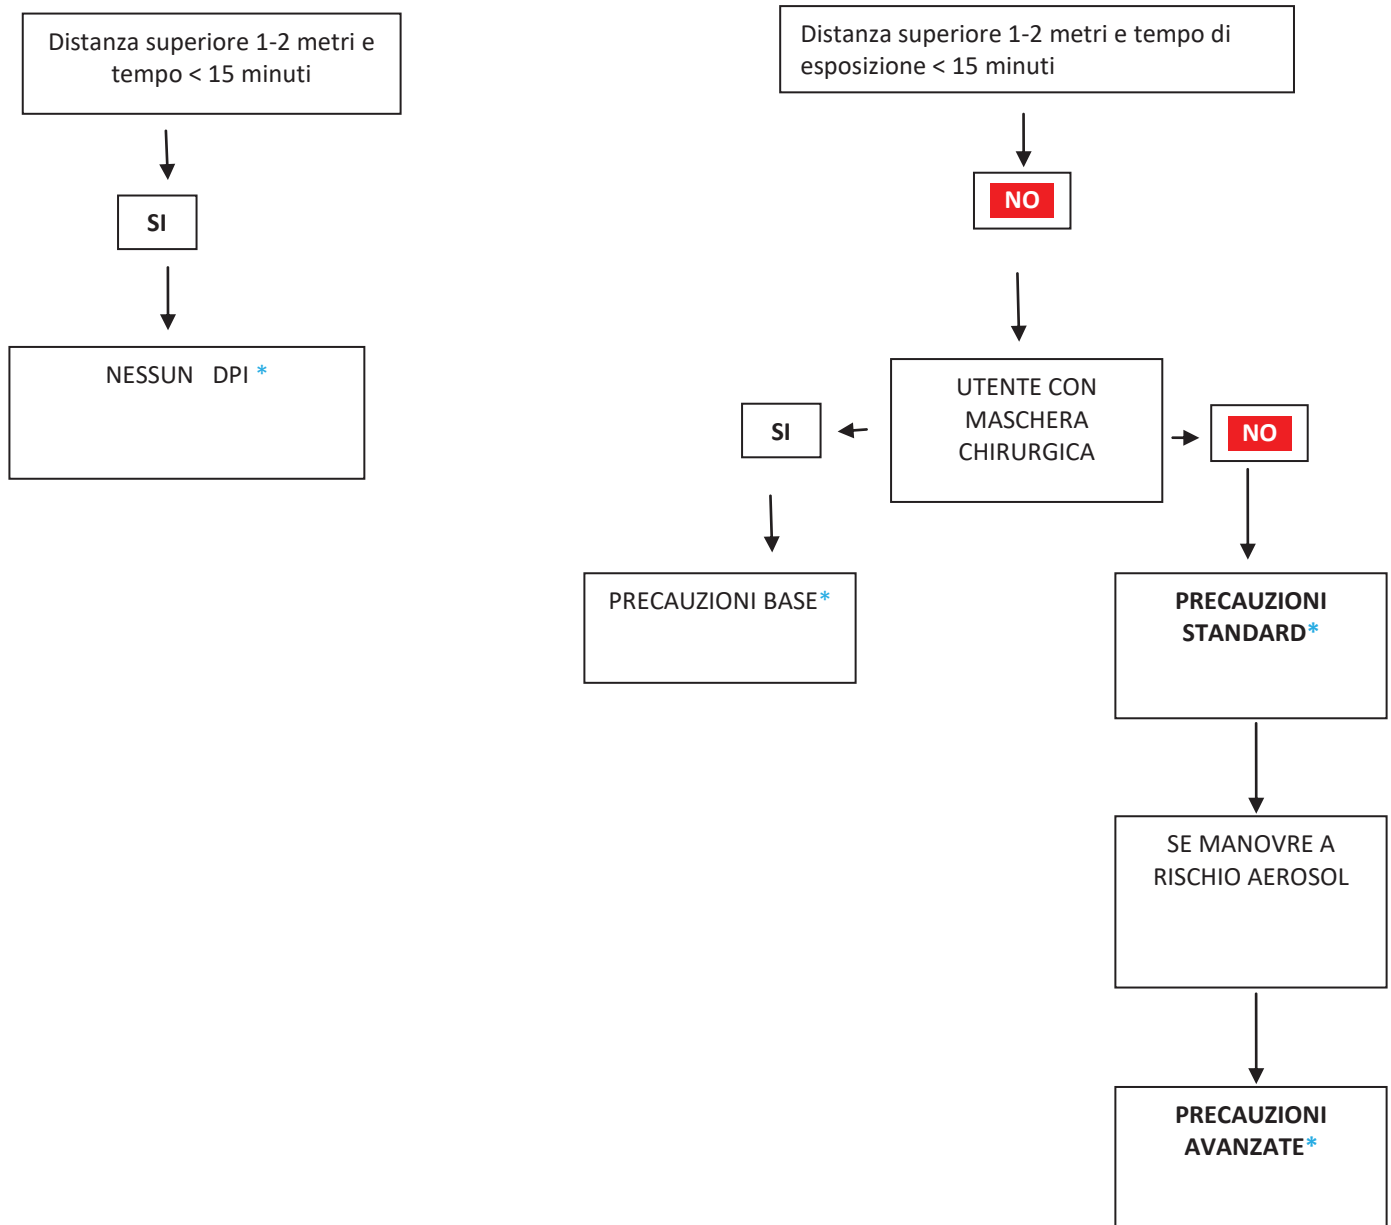 Distanza superiore 1-2 metri e
tempo < 15 minuti
SI
NESSUN DPI *
Distanza superiore 1-2 metri e tempo di
esposizione < 15 minuti
NO
UTENTE CON
MASCHERA
CHIRURGICA
SI
NO
PRECAUZIONI BASE*
PRECAUZIONI
STANDARD*
SE MANOVRE A
RISCHIO AEROSOL
PRECAUZIONI
AVANZATE*